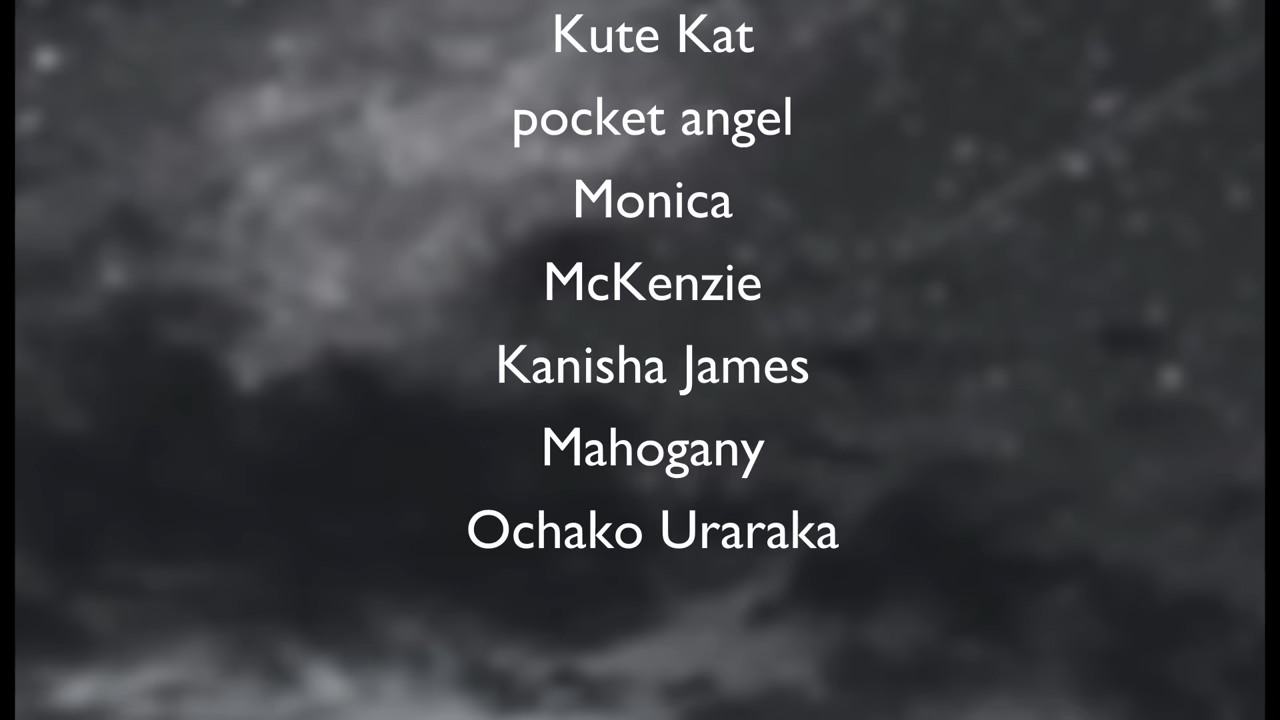 Kute Kat
pocket angel
Monica
McKenzie
Kanisha James
Mahogany
Ochako Uraraka